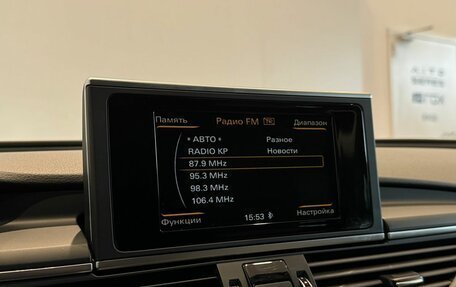 Память Радио FM TP Диапазон
* АВТО * Разное
RADIO KP Новости
87.9 MHz
95.3 MHz
98.3 MHz
106.4 MHz
Функции 15:53 Настройка